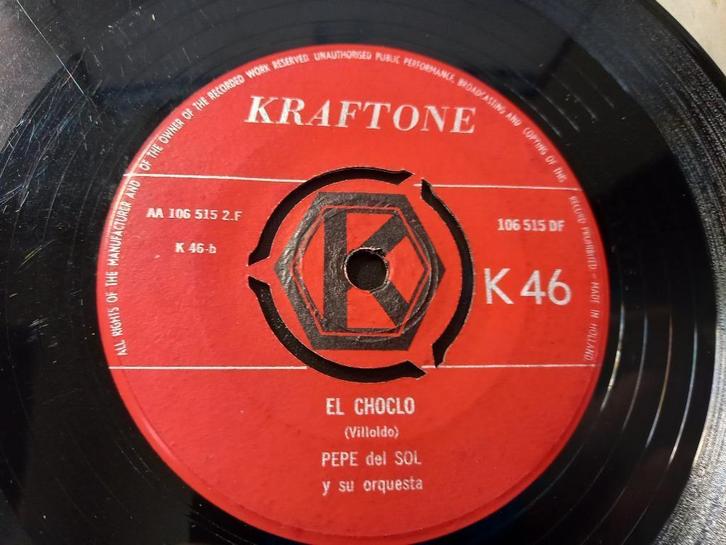 ALL RIGHTS OF THE MANUFACTURER AND OF THE OWNER OF THE RECORDED WORK RESERVED UNAUTHORISED PUBLIC PERFORMANCE, BROADCASTING AND COPYING OF THIS RECORD PROHIBITED - MADE IN HOLLAND
KRAFTONE
AA 106 515 2.F
106 515 DF
K 46-b
K
K 46
EL CHOCLO
(Villoldo)
PEPE del SOL
y su orquesta